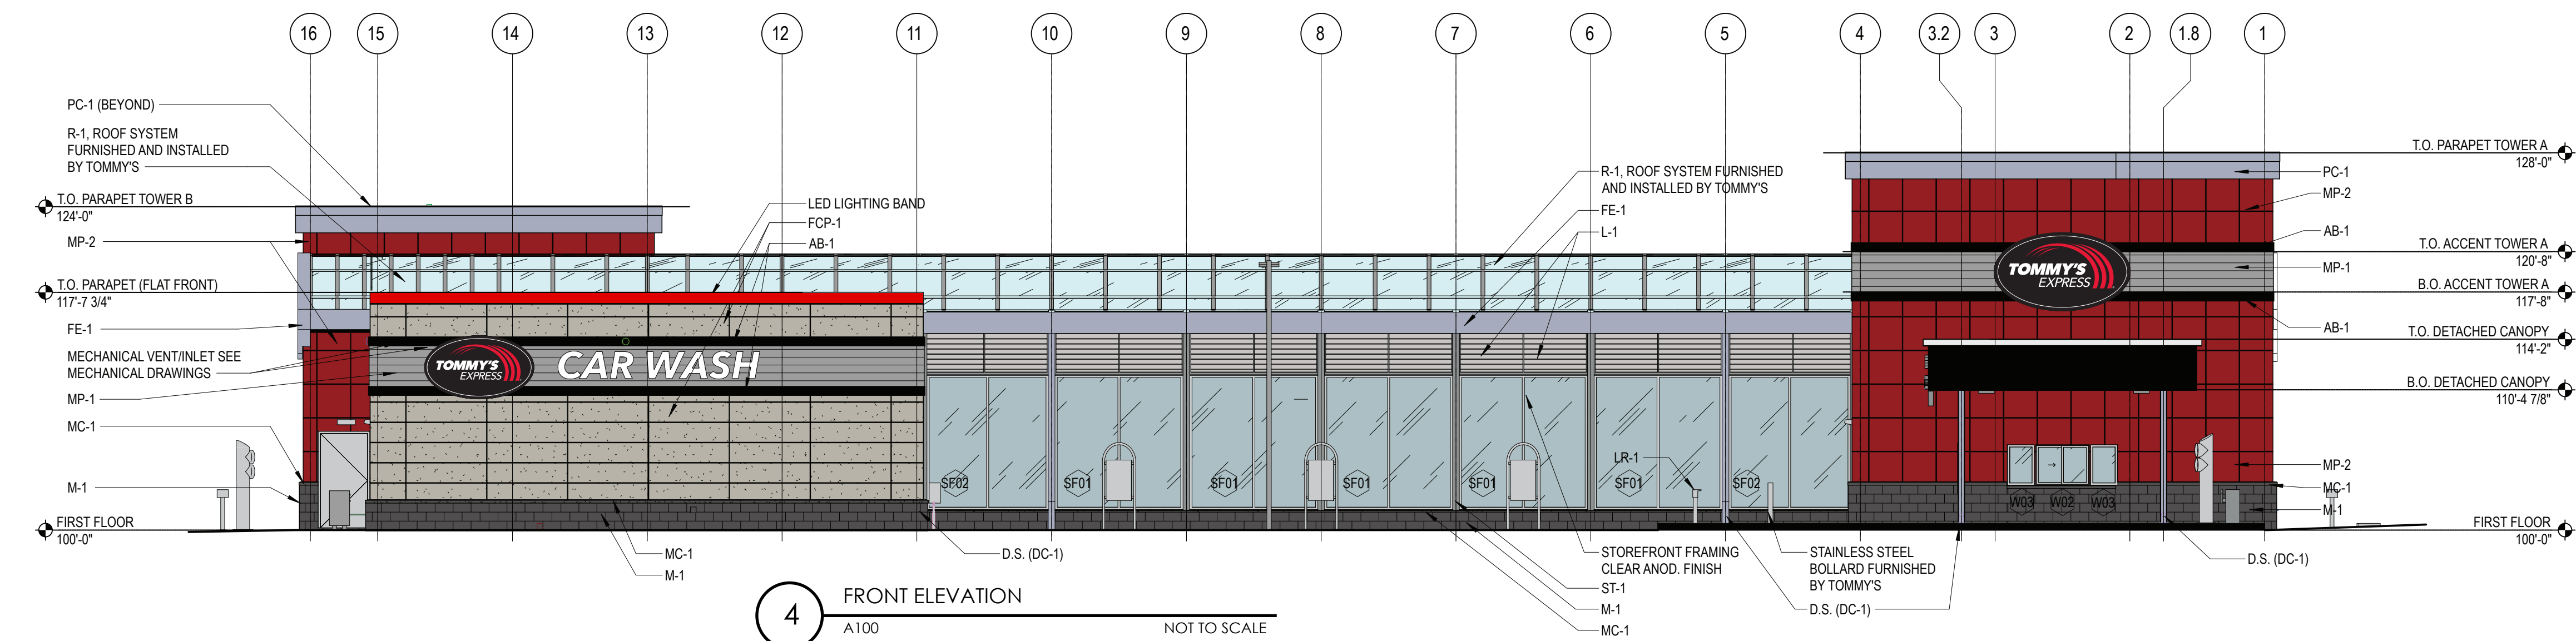 16
15
14
13
12
11
10
9
8
7
6
5
4
3.2
3
2
1.8
1
PC-1 (BEYOND)
R-1, ROOF SYSTEM
FURNISHED AND INSTALLED
BY TOMMY'S
T.O. PARAPET TOWER B
124'-0"
MP-2
T.O. PARAPET (FLAT FRONT)
117'-7 3/4"
FE-1
MECHANICAL VENT/INLET SEE
MECHANICAL DRAWINGS
MP-1
MC-1
M-1
FIRST FLOOR
100'-0"
LED LIGHTING BAND
FCP-1
AB-1
TOMMY'S
EXPRESS
CAR WASH
MC-1
M-1
D.S. (DC-1)
SF02
SF01
SF01
SF01
SF01
SF01
SF02
R-1, ROOF SYSTEM FURNISHED
AND INSTALLED BY TOMMY'S
FE-1
L-1
LR-1
STOREFRONT FRAMING
CLEAR ANOD. FINISH
ST-1
M-1
MC-1
STAINLESS STEEL
BOLLARD FURNISHED
BY TOMMY'S
D.S. (DC-1)
TOMMY'S
EXPRESS
W03
W02
W03
T.O. PARAPET TOWER A
128'-0"
PC-1
MP-2
AB-1
T.O. ACCENT TOWER A
120'-8"
MP-1
B.O. ACCENT TOWER A
117'-8"
AB-1
T.O. DETACHED CANOPY
114'-2"
B.O. DETACHED CANOPY
110'-4 7/8"
MP-2
MC-1
M-1
FIRST FLOOR
100'-0"
D.S. (DC-1)
4
FRONT ELEVATION
A100
NOT TO SCALE